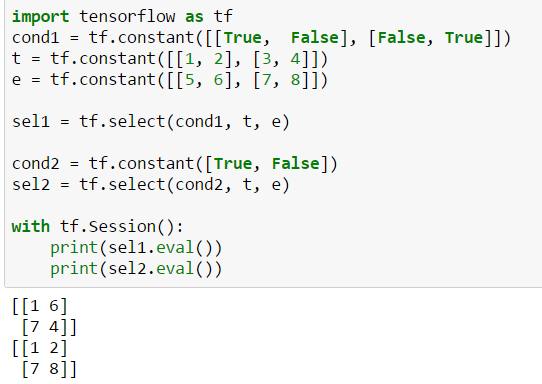 import tensorflow as tf
cond1 = tf.constant([[True,  False], [False, True]])
t = tf.constant([[1, 2], [3, 4]])
e = tf.constant([[5, 6], [7, 8]])
sel1 = tf.select(cond1, t, e)
cond2 = tf.constant([True, False])
sel2 = tf.select(cond2, t, e)
with tf.Session():
    print(sel1.eval())
    print(sel2.eval())
[[1 6]
 [7 4]]
[[1 2]
 [7 8]]